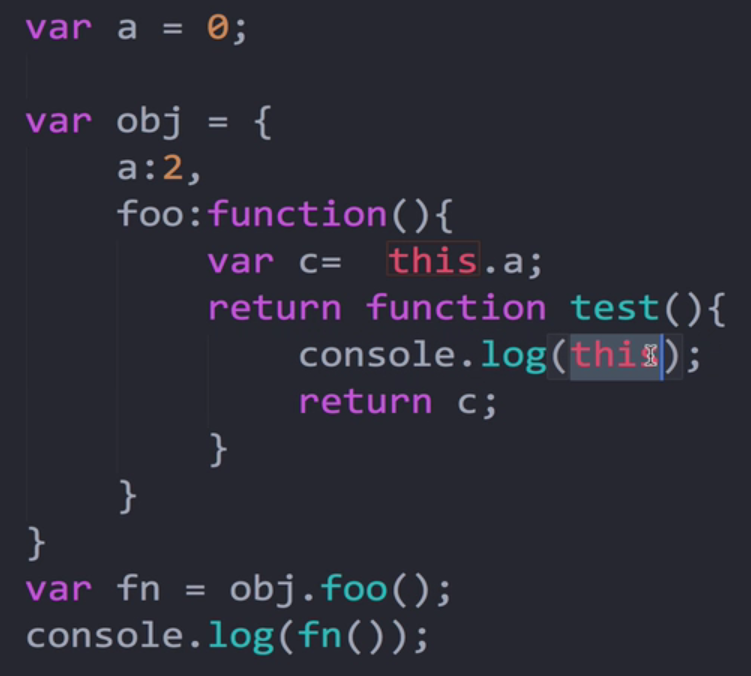 var a = 0;
var obj = {
    a:2,
    foo:function(){
        var c=  this.a;
        return function test(){
            console.log(this);
            return c;
        }
    }
}
var fn = obj.foo();
console.log(fn());